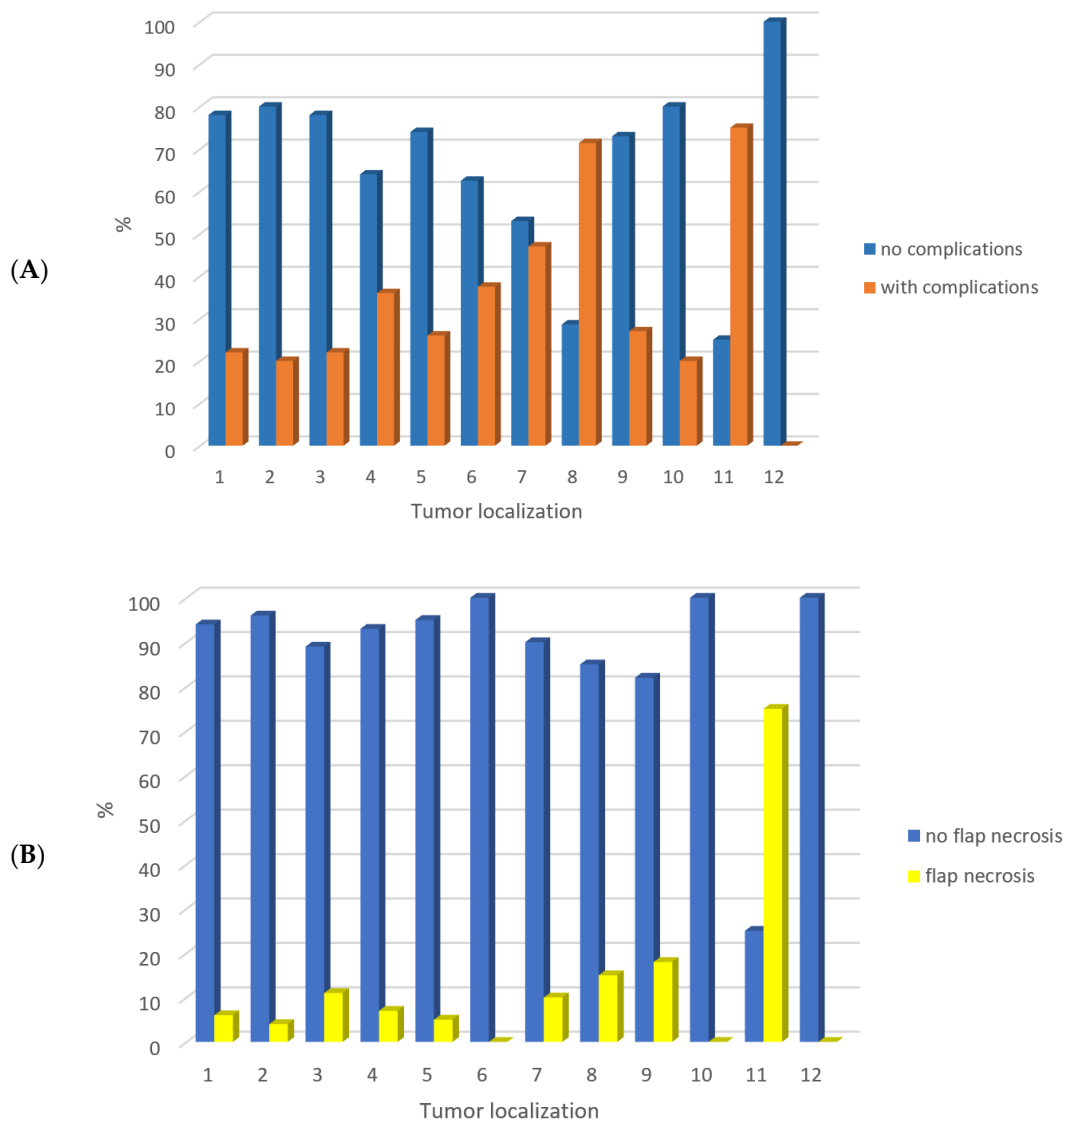 (A)
100
90
80
70
60
50
40
30
20
10
0
%
1 2 3 4 5 6 7 8 9 10 11 12
Tumor localization
no complications
with complications
(B)
100
90
80
70
60
50
40
30
20
10
0
%
1 2 3 4 5 6 7 8 9 10 11 12
Tumor localization
no flap necrosis
flap necrosis